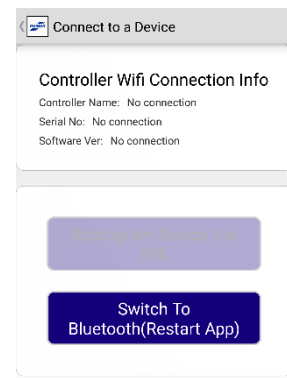 Connect to a Device
Controller Wifi Connection Info
Controller Name: No connection
Serial No: No connection
Software Ver: No connection
Switch To
Bluetooth(Restart App)